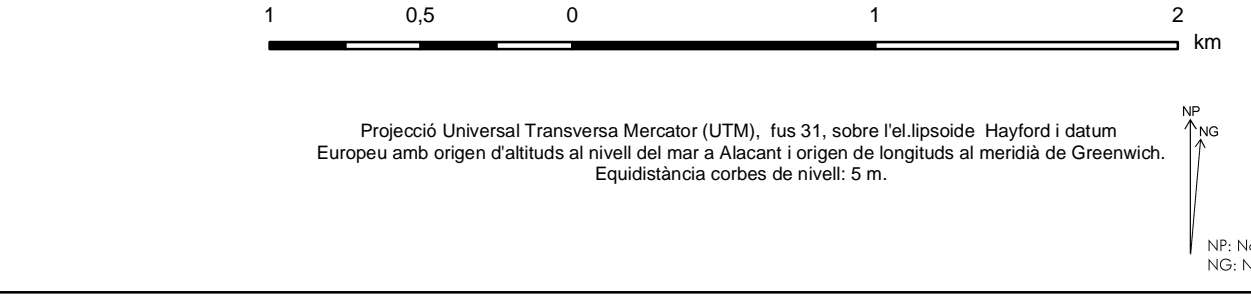 1 0,5 0 1 2
km
Projecció Universal Transversa Mercator (UTM), fus 31, sobre l'el.lipsoide Hayford i datum
Europeu amb origen d'altituds al nivell del mar a Alacant i origen de longituds al meridià de Greenwich.
Equidistància corbes de nivell: 5 m.
NP
NG
NP:
NG: